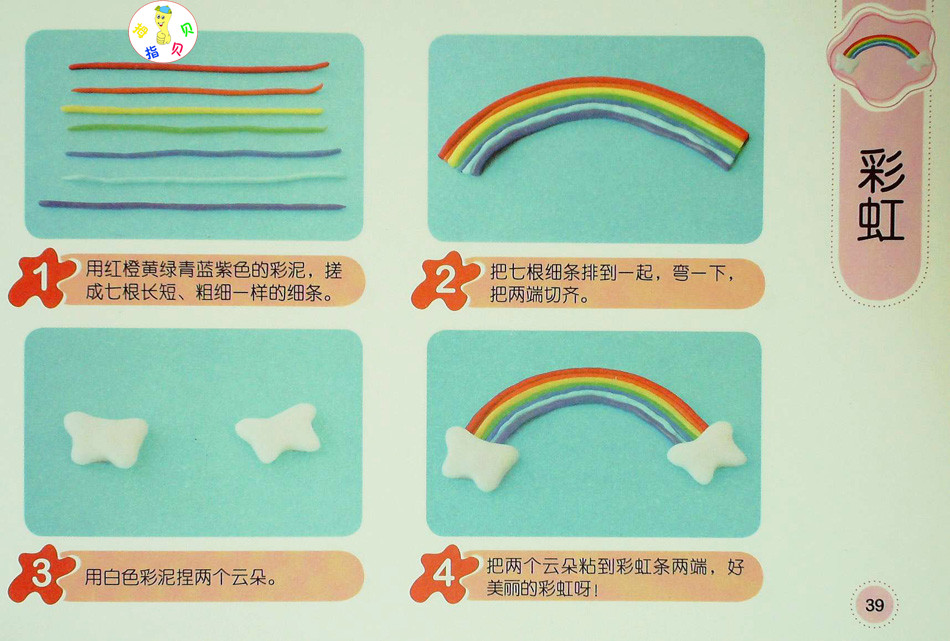 指指贝贝
彩虹
1
用红橙黄绿青蓝紫色的彩泥，搓
成七根长短、粗细一样的细条。
2
把七根细条排到一起，弯一下，
把两端切齐。
3
用白色彩泥捏两个云朵。
4
把两个云朵粘到彩虹条两端，好
美丽的彩虹呀！
39